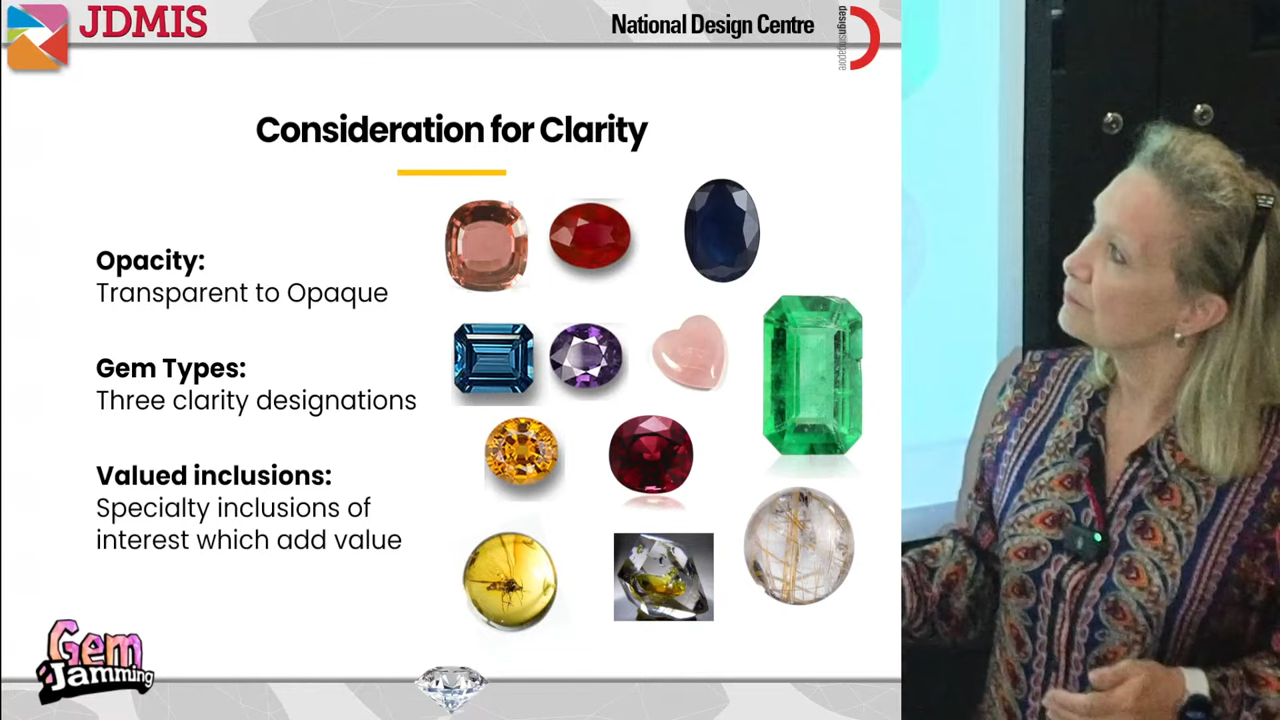 JDMIS
National Design Centre
designsingapore
Consideration for Clarity
Opacity:
Transparent to Opaque
Gem Types:
Three clarity designations
Valued inclusions:
Specialty inclusions of
interest which add value
Gem
Jamming